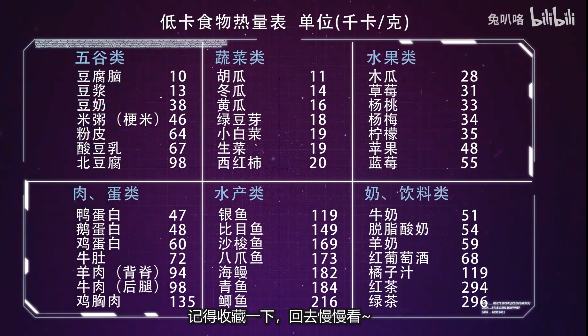 低卡食物热量表 单位(千卡/克)
兔叭咯 bilibili
五谷类
豆腐脑 10
豆浆 13
豆奶 38
米粥（梗米） 46
粉皮 64
酸豆乳 67
北豆腐 98
蔬菜类
胡瓜 11
冬瓜 14
黄瓜 16
绿豆芽 18
小白菜 19
生菜 19
西红柿 20
水果类
木瓜 28
草莓 31
杨桃 33
杨梅 34
柠檬 35
苹果 48
蓝莓 55
肉、蛋类
鸭蛋白 47
鹅蛋白 48
鸡蛋白 60
牛肚 72
羊肉（背脊） 94
牛肉（后腿） 98
鸡胸肉 135
水产类
银鱼 119
比目鱼 149
沙梭鱼 169
八爪鱼 173
海鳗 182
青鱼 184
鲫鱼 216
奶、饮料类
牛奶 51
脱脂酸奶 54
羊奶 59
红葡萄酒 68
橘子汁 119
红茶 294
绿茶 296
记得收藏一下，回去慢慢看~